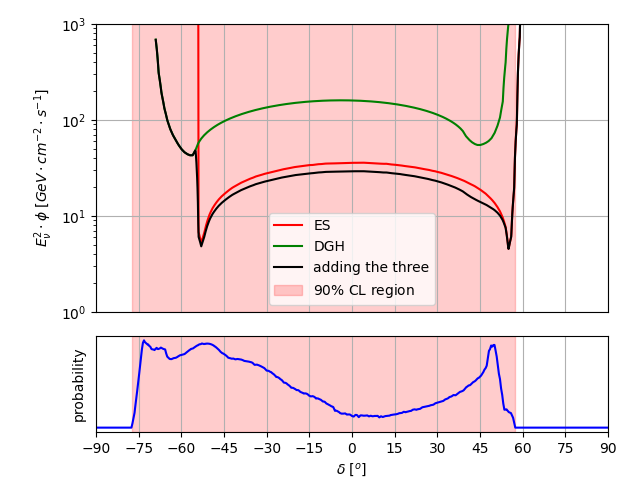 10³
10²
10¹
10⁰
E²ν · ϕ [GeV · cm⁻² · s⁻¹]
ES
DGH
adding the three
90% CL region
probability
−90 −75 −60 −45 −30 −15 0 15 30 45 60 75 90
δ [°]